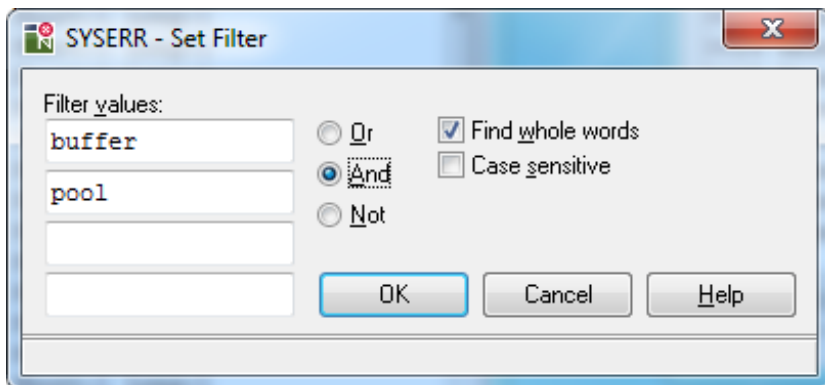 SYSERR - Set Filter
Filter values:
buffer
pool
Or
And
Not
Find whole words
Case sensitive
OK
Cancel
Help